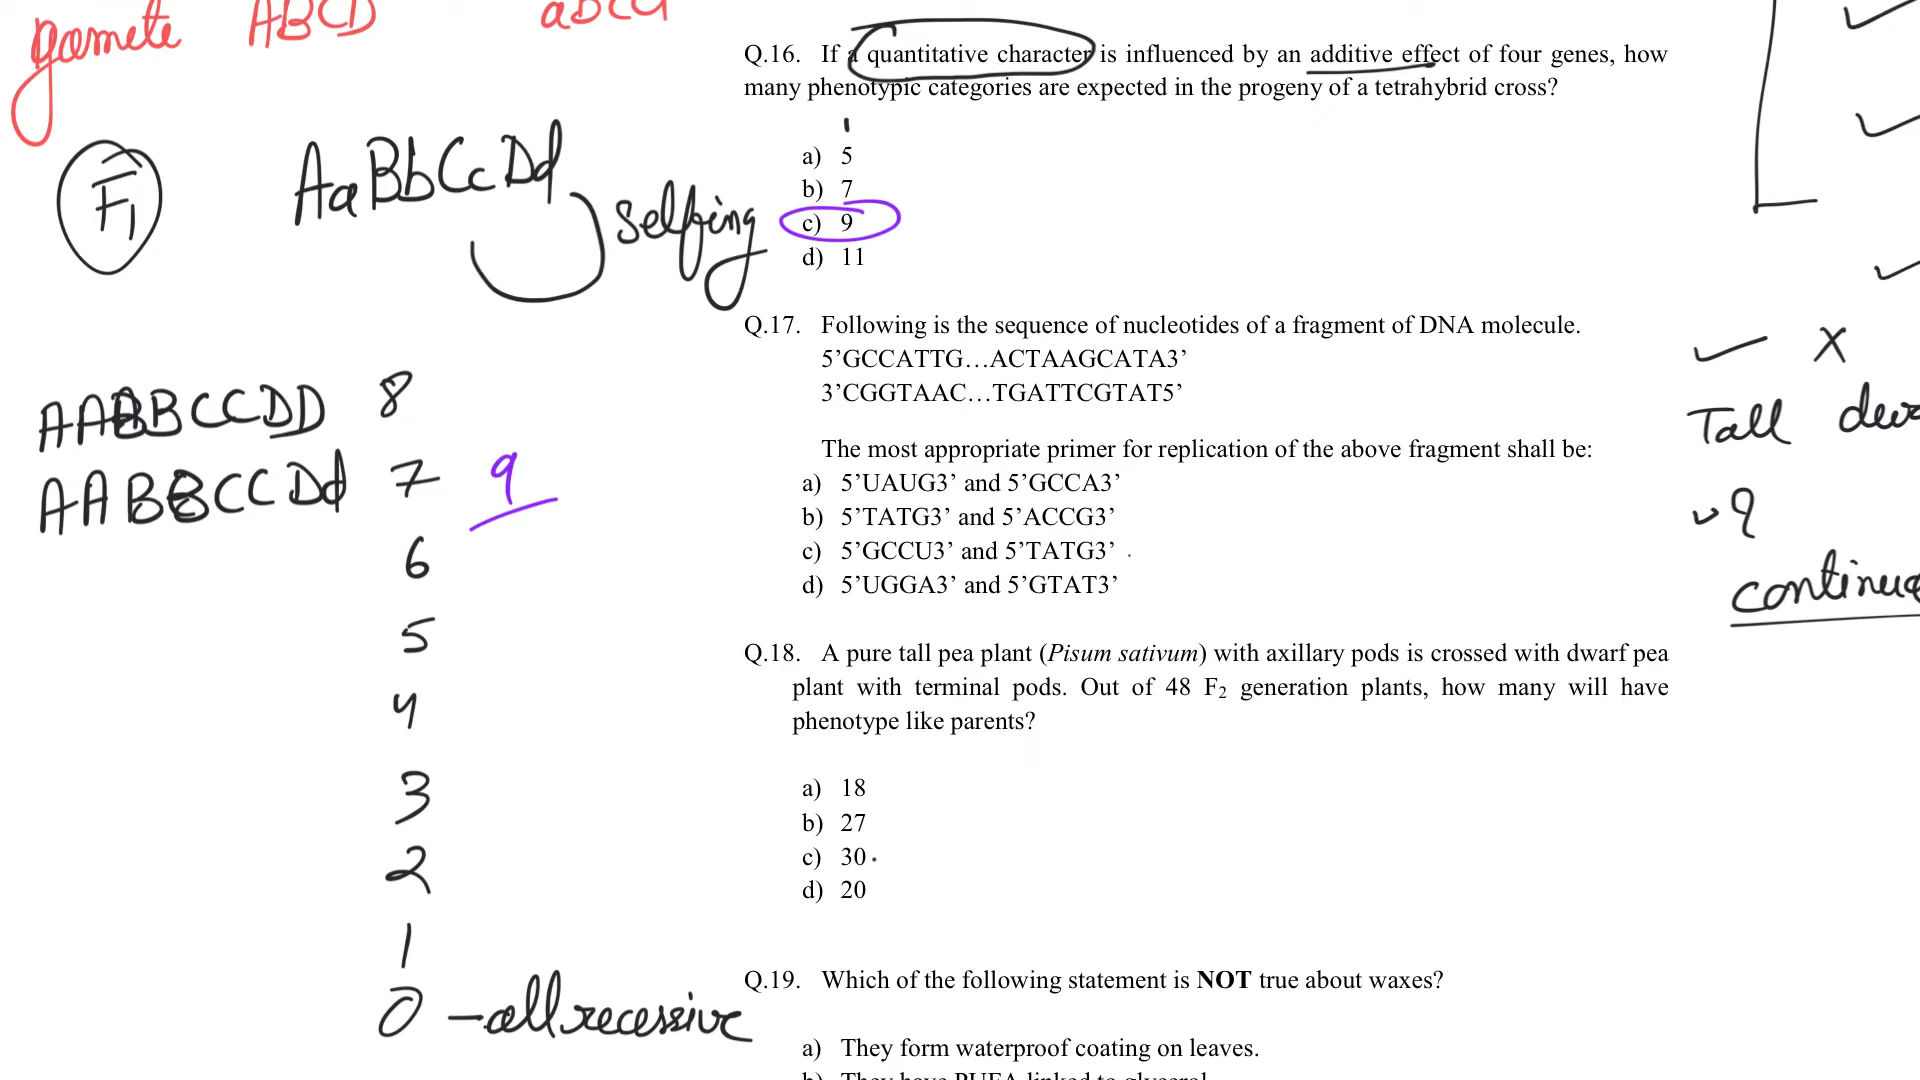 gamete ABCD abcd
F1 AaBbCcDd selfing
AABBCCDD 8
AABBCCDd 7 9
6
5
4
3
2
1
0 - all recessive
Q.16. If a quantitative character is influenced by an additive effect of four genes, how
many phenotypic categories are expected in the progeny of a tetrahybrid cross?
a) 5
b) 7
c) 9
d) 11
Q.17. Following is the sequence of nucleotides of a fragment of DNA molecule.
5’GCCATTG…ACTAAGCATA3’
3’CGGTAAC…TGATTCGTAT5’
The most appropriate primer for replication of the above fragment shall be:
a) 5’UAUG3’ and 5’GCCA3’
b) 5’TATG3’ and 5’ACCG3’
c) 5’GCCU3’ and 5’TATG3’
d) 5’UGGA3’ and 5’GTAT3’
Q.18. A pure tall pea plant (Pisum sativum) with axillary pods is crossed with dwarf pea
plant with terminal pods. Out of 48 F2 generation plants, how many will have
phenotype like parents?
a) 18
b) 27
c) 30
d) 20
Q.19. Which of the following statement is NOT true about waxes?
a) They form waterproof coating on leaves.
✓ X
Tall
✓ 9